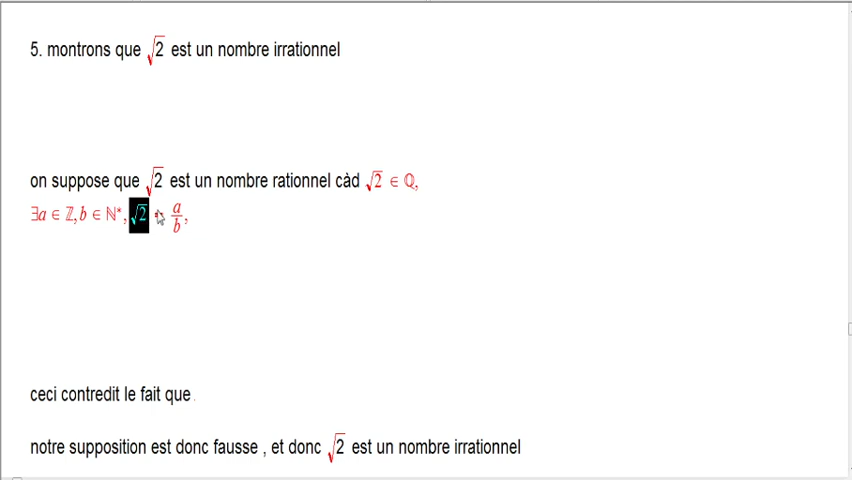 5. montrons que √2 est un nombre irrationnel
on suppose que √2 est un nombre rationnel càd √2 ∈ ℚ,
∃a ∈ ℤ, b ∈ ℕ*, √2 = a/b,
ceci contredit le fait que
notre supposition est donc fausse , et donc √2 est un nombre irrationnel